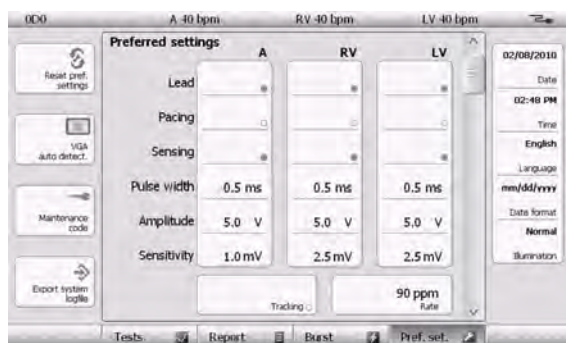 0D0 A 40 bpm RV 40 bpm LV 40 bpm
Preferred settings
A RV LV
Lead
Pacing
Sensing
Pulse width 0.5 ms 0.5 ms 0.5 ms
Amplitude 5.0 V 5.0 V 5.0 V
Sensitivity 1.0 mV 2.5 mV 2.5 mV
Tracking
90 ppm
Rate
Reset pref.
settings
VGA
auto detect.
Maintenance
code
Export system
logfile
02/08/2010
Date
02:48 PM
Time
English
Language
mm/dd/yyyy
Date format
Normal
Illumination
Tests Report Burst Pref. set.